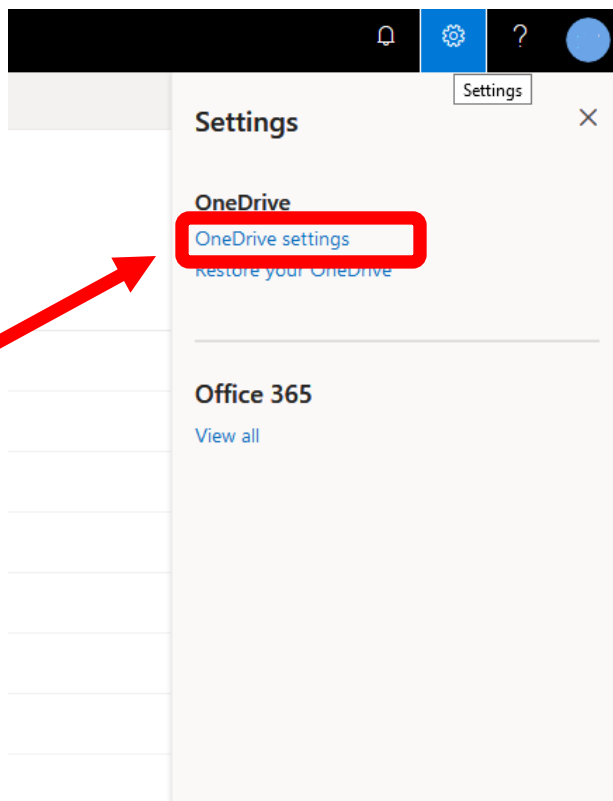 ?
Settings
Settings
OneDrive
OneDrive settings
Restore your OneDrive
Office 365
View all